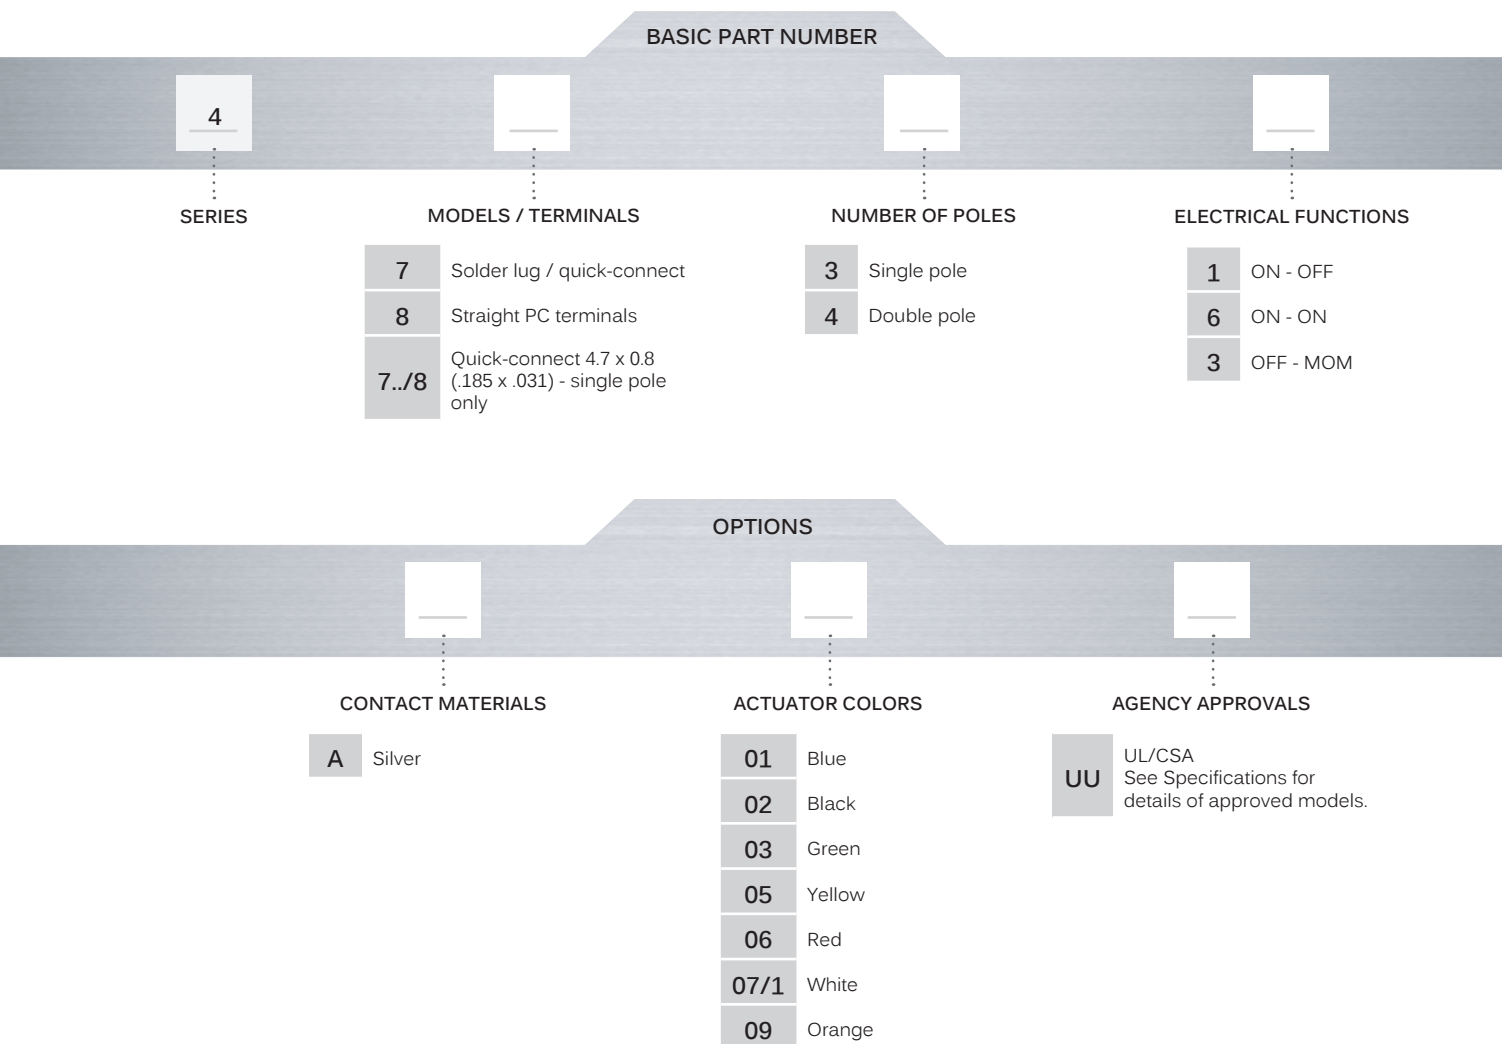 BASIC PART NUMBER
4
SERIES
MODELS / TERMINALS
7 Solder lug / quick-connect
8 Straight PC terminals
7../8 Quick-connect 4.7 x 0.8
(.185 x .031) - single pole
only
NUMBER OF POLES
3 Single pole
4 Double pole
ELECTRICAL FUNCTIONS
1 ON - OFF
6 ON - ON
3 OFF - MOM
OPTIONS
CONTACT MATERIALS
A Silver
ACTUATOR COLORS
01 Blue
02 Black
03 Green
05 Yellow
06 Red
07/1 White
09 Orange
AGENCY APPROVALS
UU UL/CSA
See Specifications for
details of approved models.